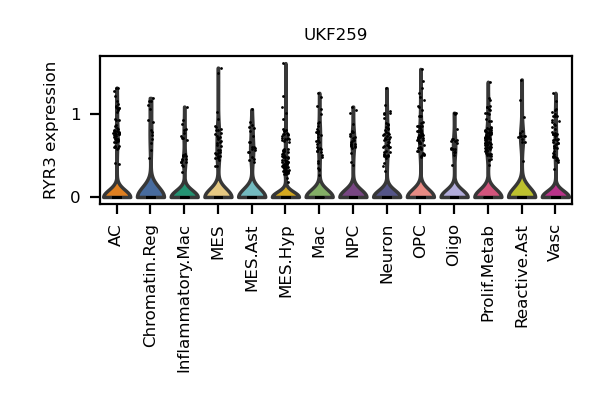 UKF259
RYR3 expression
1
0
AC
Chromatin.Reg
Inflammatory.Mac
MES
MES.Ast
MES.Hyp
Mac
NPC
Neuron
OPC
Oligo
Prolif.Metab
Reactive.Ast
Vasc